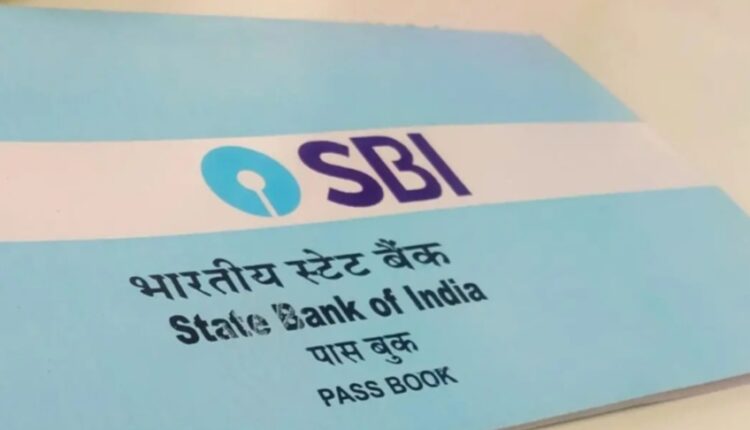 SBI
भारतीय स्टेट बैंक
State Bank of India
पास बुक
PASS BOOK